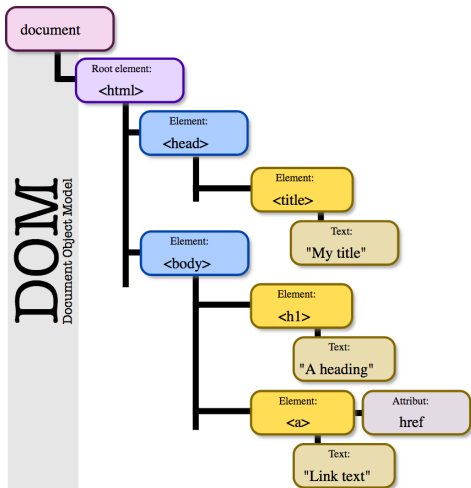 document
Root element:
<html>
Element:
<head>
Element:
<title>
Text:
"My title"
Element:
<body>
Element:
<h1>
Text:
"A heading"
Element:
<a>
Attribut:
href
Text:
"Link text"
DOM
Document Object Model